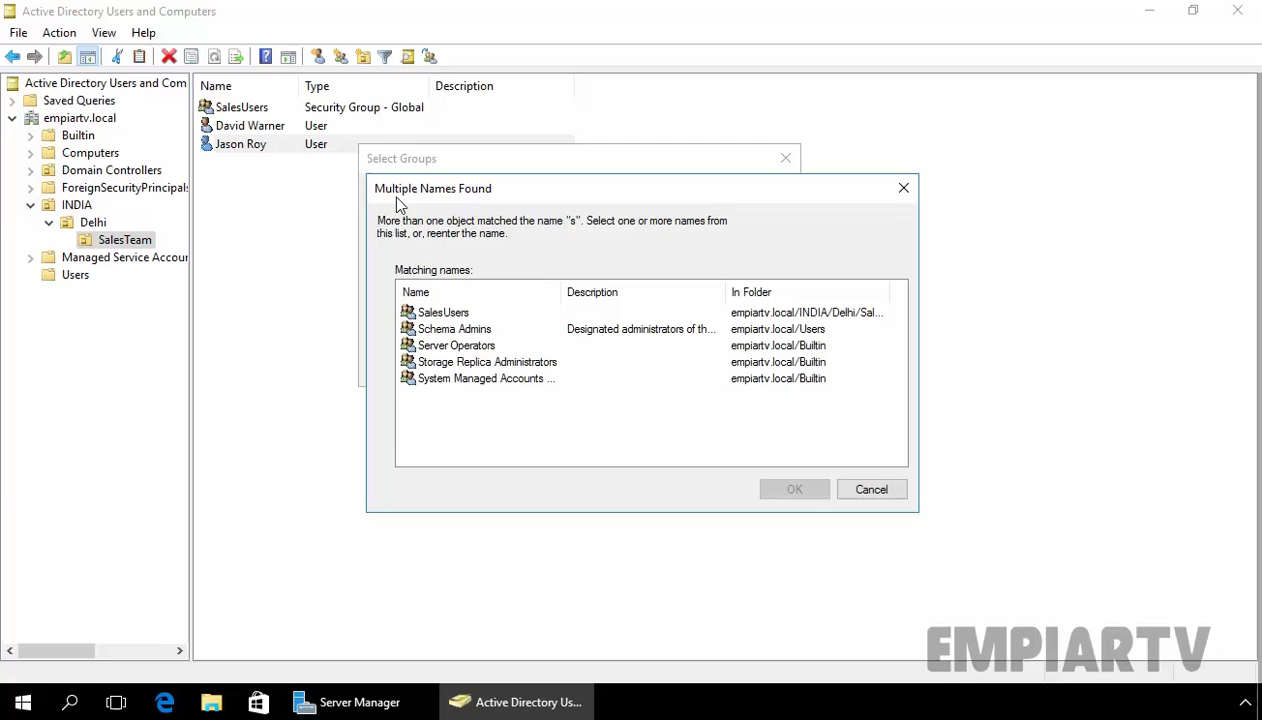 Active Directory Users and Computers
File Action View Help
Active Directory Users and Com
Saved Queries
empiartv.local
Builtin
Computers
Domain Controllers
ForeignSecurityPrincipals
INDIA
Delhi
SalesTeam
Managed Service Accour
Users
Name Type Description
SalesUsers Security Group - Global
David Warner User
Jason Roy User
Select Groups
Multiple Names Found
More than one object matched the name "s". Select one or more names from
this list, or, reenter the name.
Matching names:
Name Description In Folder
SalesUsers empiartv.local/INDIA/Delhi/Sal...
Schema Admins Designated administrators of th... empiartv.local/Users
Server Operators empiartv.local/Builtin
Storage Replica Administrators empiartv.local/Builtin
System Managed Accounts ... empiartv.local/Builtin
OK Cancel
EMPIARTV
Server Manager
Active Directory Us...